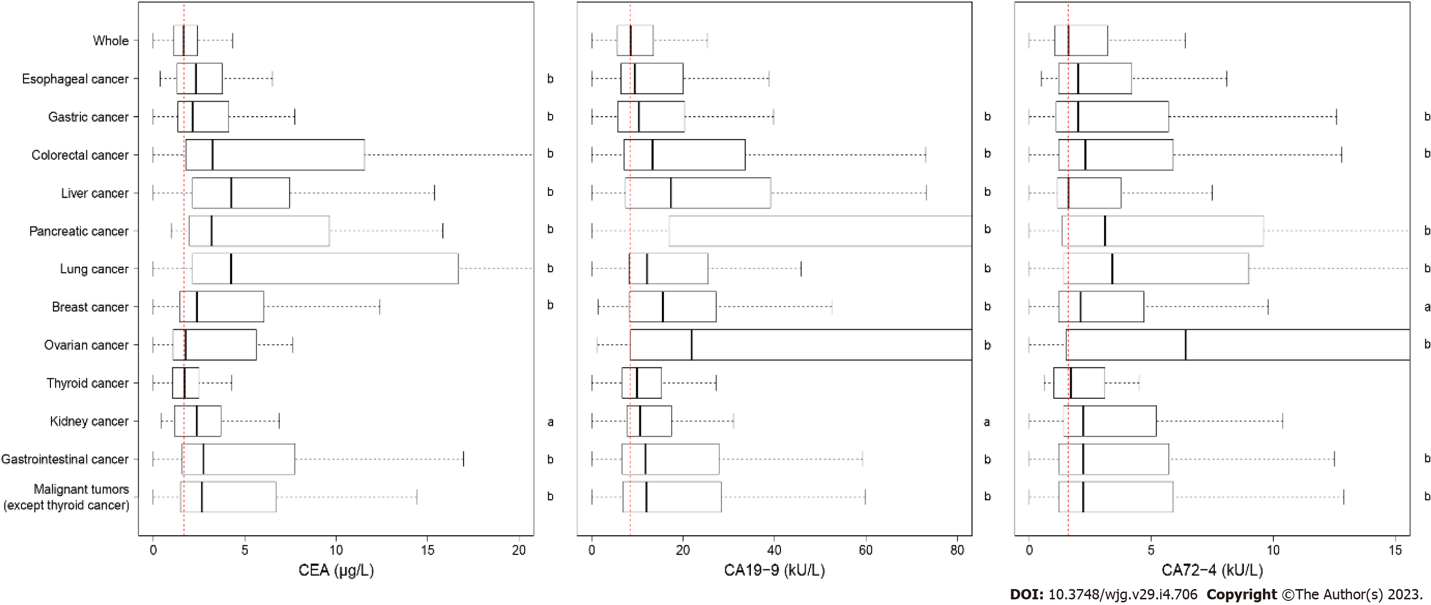 Whole
Esophageal cancer
Gastric cancer
Colorectal cancer
Liver cancer
Pancreatic cancer
Lung cancer
Breast cancer
Ovarian cancer
Thyroid cancer
Kidney cancer
Gastrointestinal cancer
Malignant tumors
(except thyroid cancer)
0 5 10 15 20
CEA (μg/L)
b
b
b
b
b
b
b
a
b
b
0 20 40 60 80
CA19−9 (kU/L)
b
b
b
b
b
b
b
a
b
b
0 5 10 15
CA72−4 (kU/L)
b
b
b
b
a
b
b
b
DOI: 10.3748/wjg.v29.i4.706 Copyright ©The Author(s) 2023.